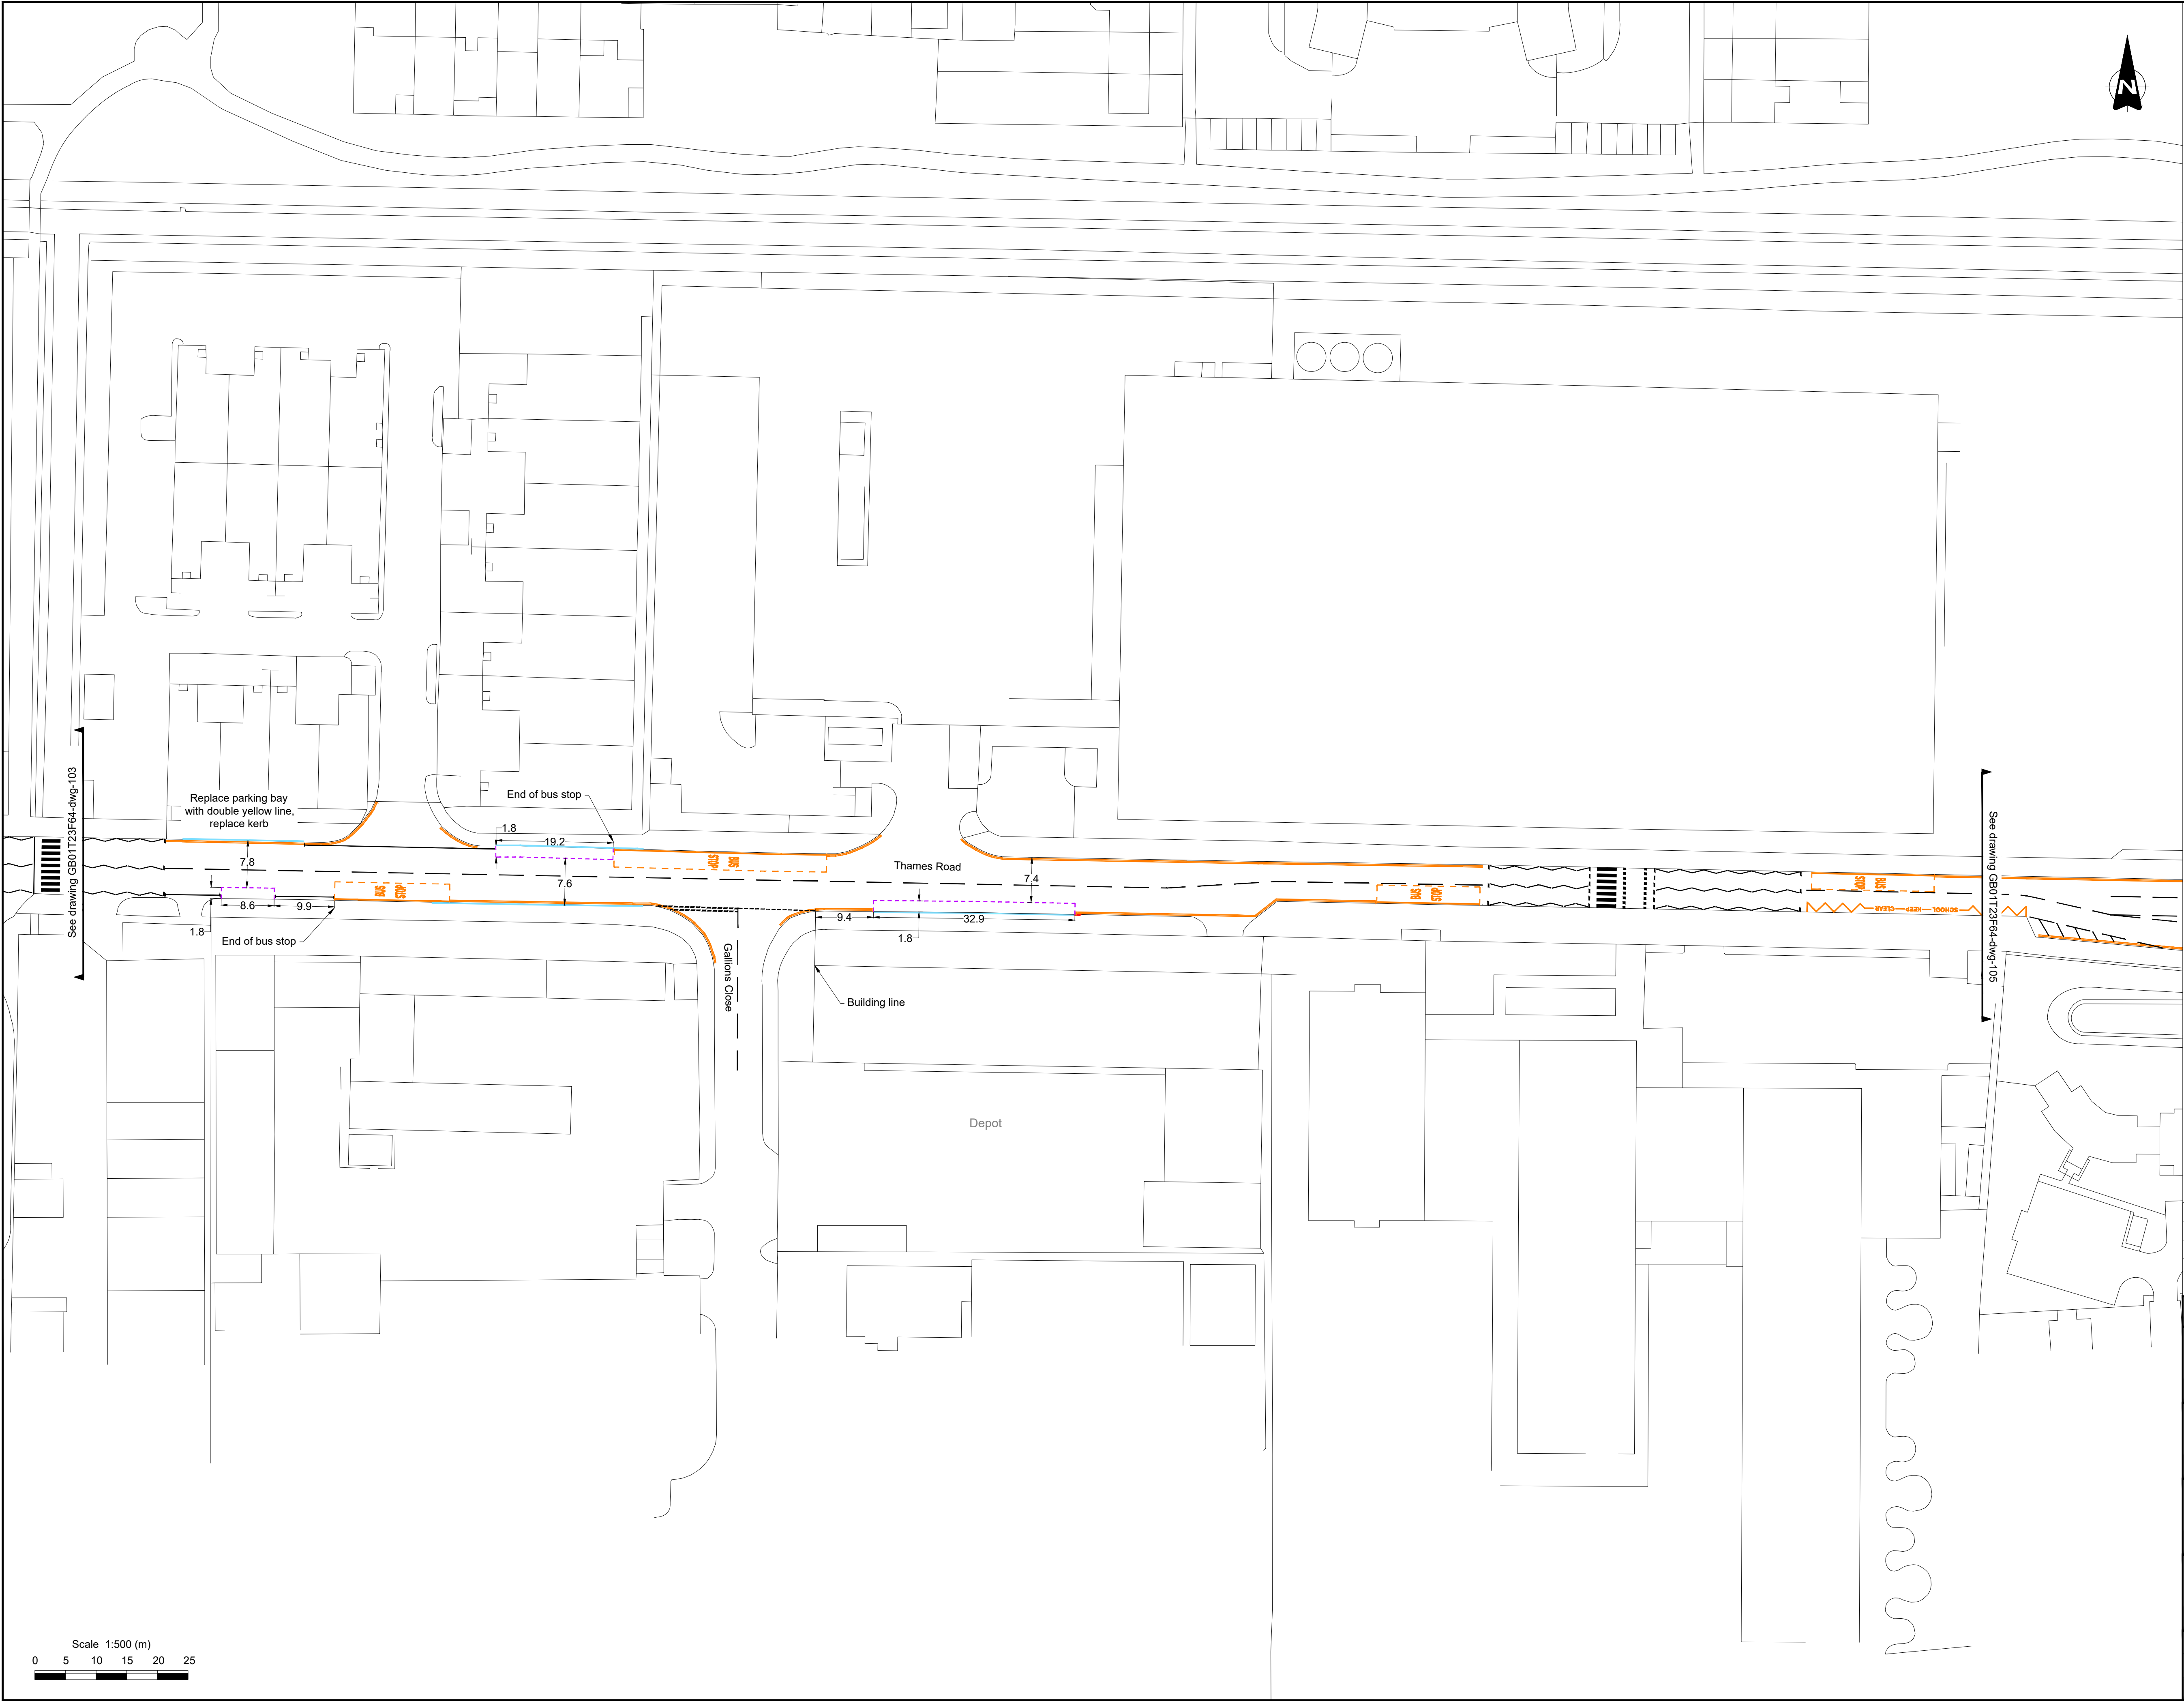 N
See drawing GB01T23F64-dwg-103
Replace parking bay
with double yellow line,
replace kerb
End of bus stop
1.8
19.2
7.8
BUS
STOP
Thames Road
7.6
7.4
BUS
STOP
8.6
9.9
1.8
End of bus stop
9.4
32.9
1.8
BUS
STOP
BUS
STOP
SCHOOL KEEP CLEAR
See drawing GB01T23F64-dwg-105
Gallions Close
Building line
Depot
Scale 1:500 (m)
0 5 10 15 20 25